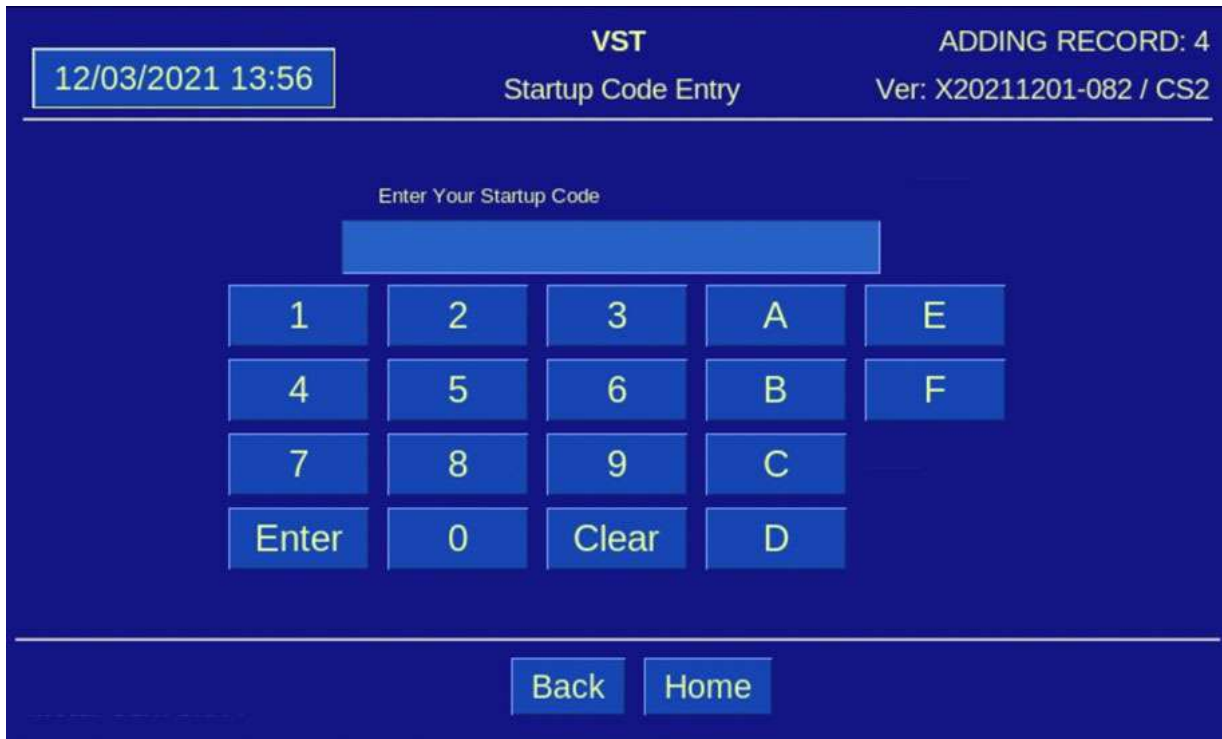 VST
ADDING RECORD: 4
12/03/2021 13:56
Startup Code Entry
Ver: X20211201-082 / CS2
Enter Your Startup Code
1 2 3 A E
4 5 6 B F
7 8 9 C
Enter 0 Clear D
Back Home